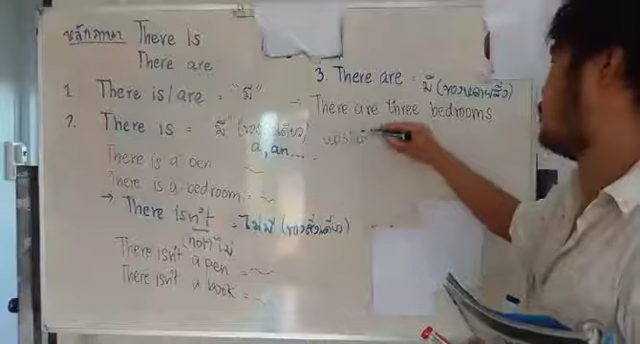 หลักภาษา There Is
There are
1. There is/are = "มี"
2. There is = มี (ของสิ่งเดียว)
a, an...
There is a pen
There is a bedroom =
→ There isn't = ไม่มี (ของสิ่งเดียว)
(not) ไม่
There isn't a pen =
There isn't a book =
3. There are = มี (ของหลายสิ่ง)
→ There are three bedrooms